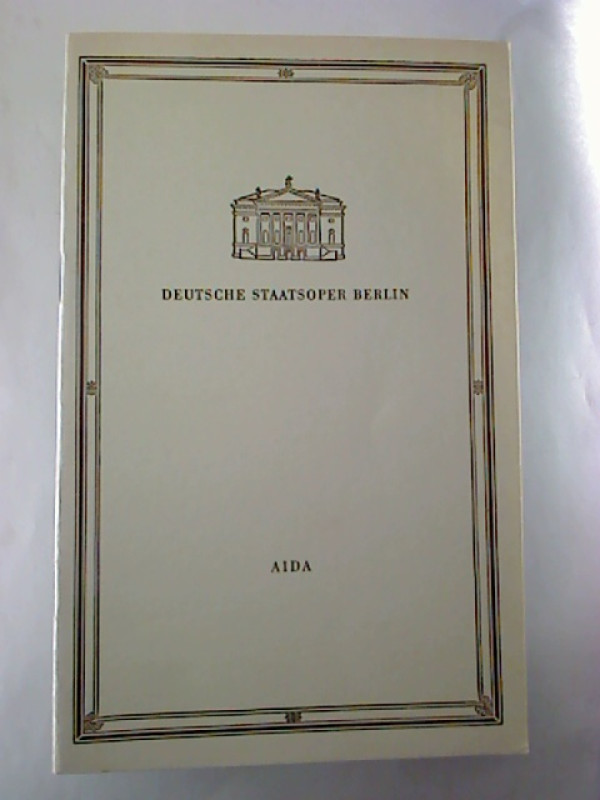 DEUTSCHE STAATSOPER BERLIN
AIDA